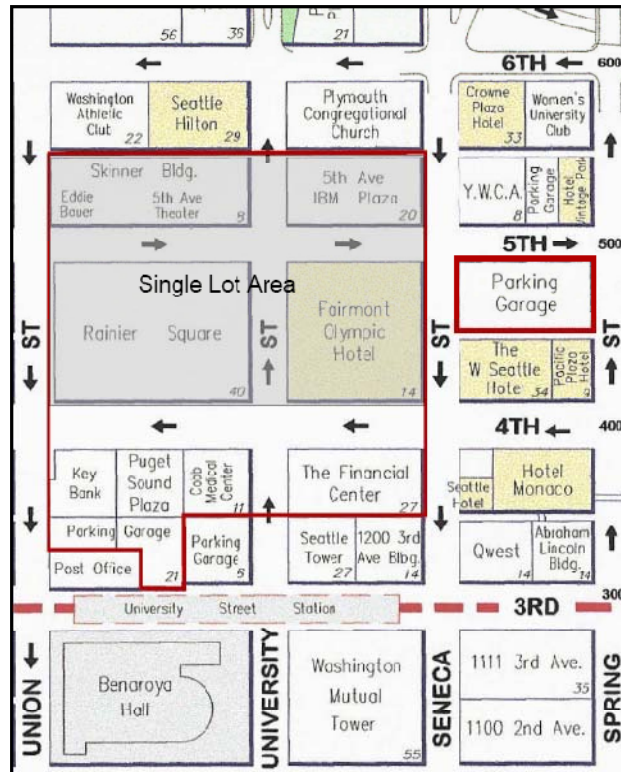 56
36
21
6TH
600
Washington
Athletic
Club
22
Seattle
Hilton
29
Plymouth
Congregational
Church
Crowne
Plaza
Hotel
33
Women's
University
Club
Skinner Bldg.
Eddie
Bauer
5th Ave
Theater
8
5th Ave
IBM Plaza
20
Y.W.C.A.
8
Parking
Garage
Hotel
Vintage Park
5TH
500
Single Lot Area
Rainier Square
40
Fairmont
Olympic
Hotel
14
Parking
Garage
The
W Seattle
Hote
34
Pacific
Plaza
Hotel
9
ST
ST
ST
ST
4TH
400
Key
Bank
Puget
Sound
Plaza
Cobb
Medical
Center
11
The Financial
Center
27
Seattle
Hotel
Hotel
Monaco
Parking Garage
Post Office
21
Parking
Garage
5
Seattle
Tower
27
1200 3rd
Ave Blbg.
14
Qwest
14
Abraham
Lincoln
Bldg.
14
300
University Street Station
3RD
UNION
Benaroya
Hall
UNIVERSITY
Washington
Mutual
Tower
55
SENECA
1111 3rd Ave.
35
1100 2nd Ave.
SPRING